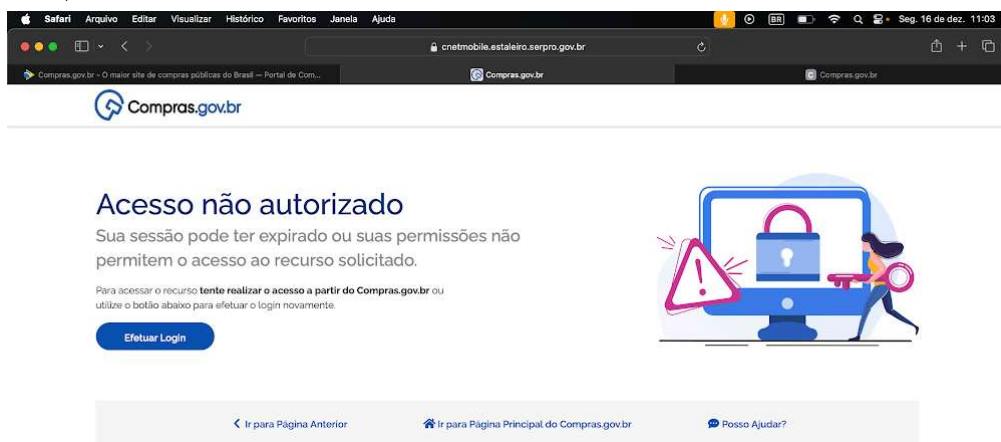 Safari Arquivo Editar Visualizar Histórico Favoritos Janela Ajuda BR Seg. 16 de dez. 11:03
cnetmobile.estaleiro.serpro.gov.br
Compras.gov.br - O maior site de compras públicas do Brasil — Portal de Com... Compras.gov.br C Compras.gov.br
Compras.gov.br
Acesso não autorizado
Sua sessão pode ter expirado ou suas permissões não
permitem o acesso ao recurso solicitado.
Para acessar o recurso tente realizar o acesso a partir do Compras.gov.br ou
utilize o botão abaixo para efetuar o login novamente.
Efetuar Login
Ir para Página Anterior Ir para Página Principal do Compras.gov.br Posso Ajudar?